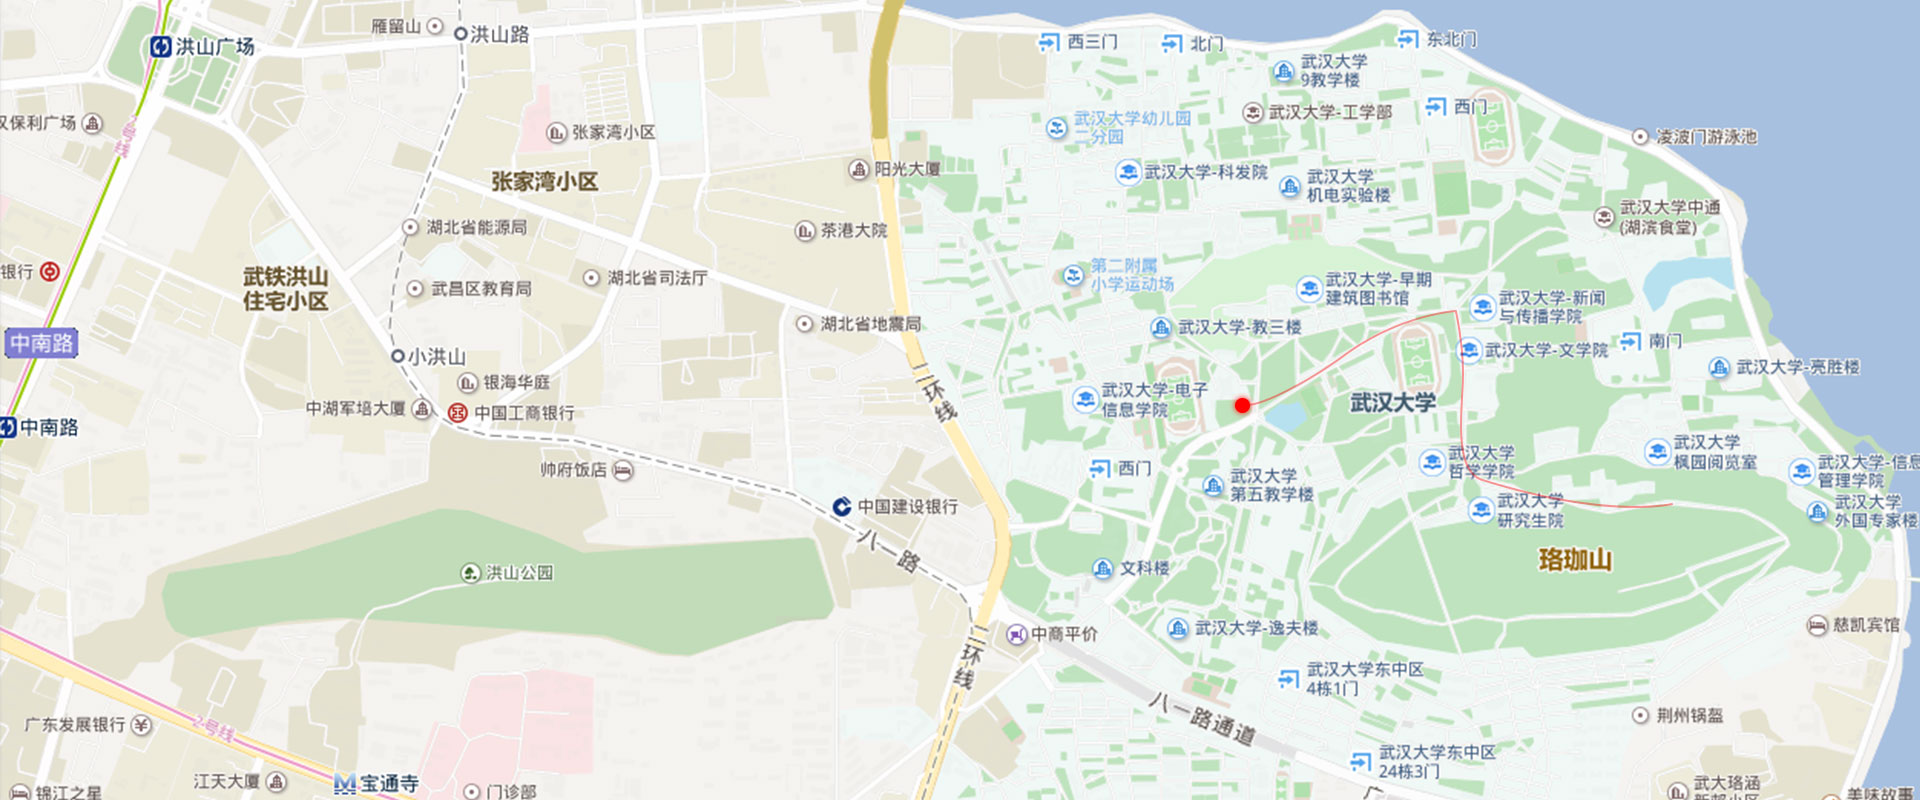 雁留山
洪山路
洪山广场
西三门
北门
东北门
武汉大学
9教学楼
武汉大学-工学部
西门
汉保利广场
武汉大学幼儿园
二分园
张家湾小区
凌波门游泳池
阳光大厦
武汉大学-科发院
武汉大学
机电实验楼
张家湾小区
武汉大学中通
(湖滨食堂)
湖北省能源局
茶港大院
银行
武铁洪山
住宅小区
湖北省司法厅
武昌区教育局
第二附属
小学运动场
武汉大学-早期
建筑图书馆
武汉大学-新闻
与传播学院
湖北省地震局
武汉大学-教三楼
南门
中南路
小洪山
武汉大学-文学院
武汉大学-亮胜楼
银海华庭
二环线
武汉大学-电子
信息学院
武汉大学
中湖军培大厦
中国工商银行
中南路
武汉大学
哲学学院
武汉大学
枫园阅览室
武汉大学-信息
管理学院
帅府饭店
西门
武汉大学
第五教学楼
武汉大学
研究生院
武汉大学
外国专家楼
中国建设银行
八一路
珞珈山
洪山公园
文科楼
中商平价
武汉大学-逸夫楼
慈凯宾馆
二环线
武汉大学东中区
4栋1门
八一路通道
荆州锅盔
广东发展银行
2号线
武汉大学东中区
24栋3门
江天大厦
宝通寺
门诊部
锦江之星
武大珞涵
美味故事
广